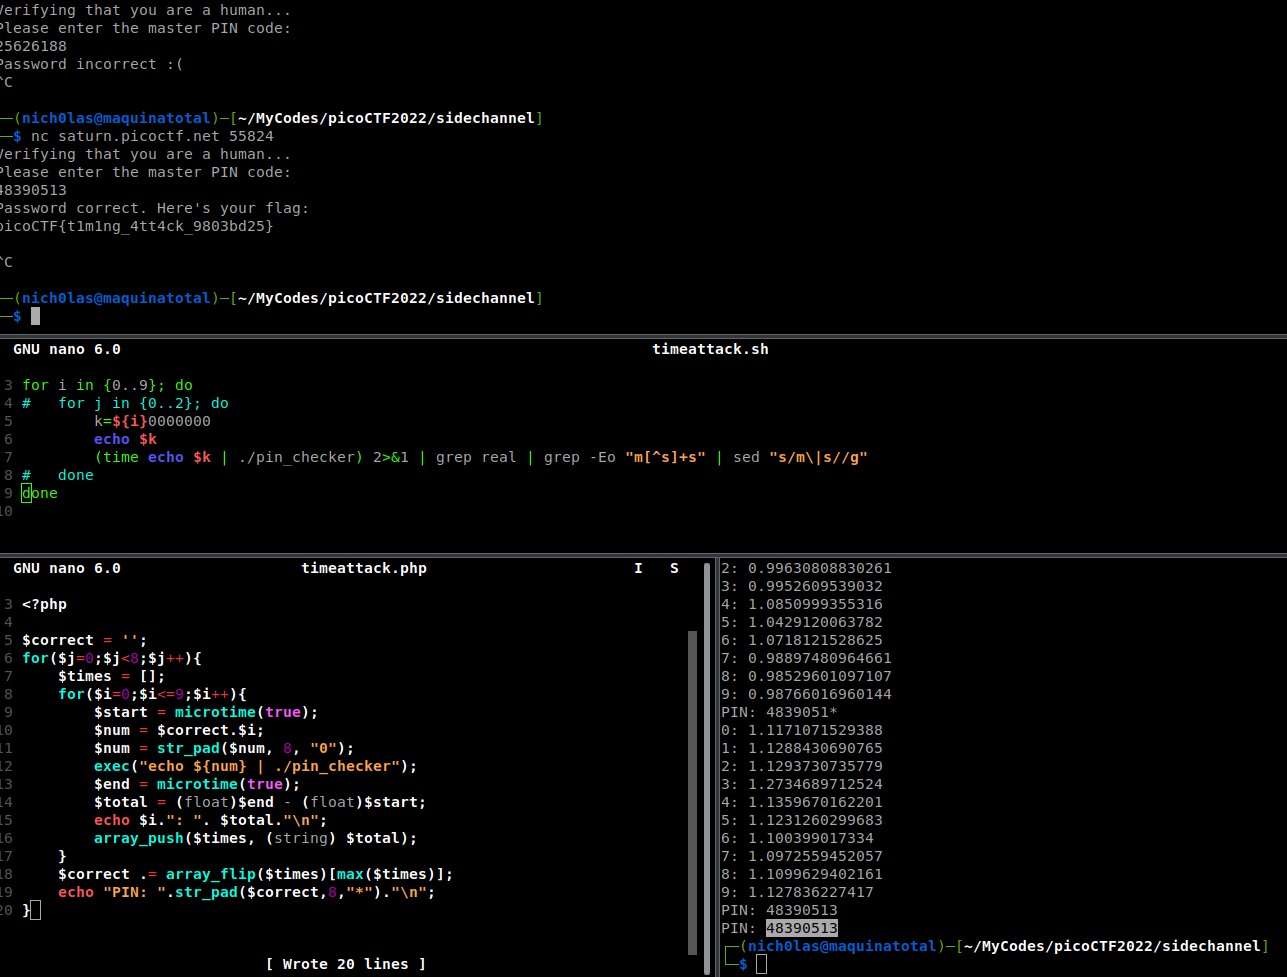 Verifying that you are a human...
Please enter the master PIN code:
25626188
Password incorrect :(
^C
──(nich0las@maquinatotal)-[~/MyCodes/picoCTF2022/sidechannel]
─$ nc saturn.picoctf.net 55824
Verifying that you are a human...
Please enter the master PIN code:
48390513
Password correct. Here's your flag:
picoCTF{t1m1ng_4tt4ck_9803bd25}
^C
──(nich0las@maquinatotal)-[~/MyCodes/picoCTF2022/sidechannel]
─$
GNU nano 6.0 timeattack.sh
3 for i in {0..9}; do
4 #   for j in {0..2}; do
5         k=${i}0000000
6         echo $k
7         (time echo $k | ./pin_checker) 2>&1 | grep real | grep -Eo "m[^s]+s" | sed "s/m\|s//g"
8 #   done
9 done
10
GNU nano 6.0 timeattack.php I S
3 <?php
4
5 $correct = '';
6 for($j=0;$j<8;$j++){
7     $times = [];
8     for($i=0;$i<=9;$i++){
9         $start = microtime(true);
10         $num = $correct.$i;
11         $num = str_pad($num, 8, "0");
12         exec("echo ${num} | ./pin_checker");
13         $end = microtime(true);
14         $total = (float)$end - (float)$start;
15         echo $i.": ". $total."\n";
16         array_push($times, (string) $total);
17     }
18     $correct .= array_flip($times)[max($times)];
19     echo "PIN: ".str_pad($correct,8,"*")."\n";
20 }
[ Wrote 20 lines ]
2: 0.99630808830261
3: 0.9952609539032
4: 1.0850999355316
5: 1.0429120063782
6: 1.0718121528625
7: 0.98897480964661
8: 0.98529601097107
9: 0.98766016960144
PIN: 4839051*
0: 1.1171071529388
1: 1.1288430690765
2: 1.1293730735779
3: 1.2734689712524
4: 1.1359670162201
5: 1.1231260299683
6: 1.100399017334
7: 1.0972559452057
8: 1.1099629402161
9: 1.127836227417
PIN: 48390513
PIN: 48390513
┌─(nich0las@maquinatotal)-[~/MyCodes/picoCTF2022/sidechannel]
└─$